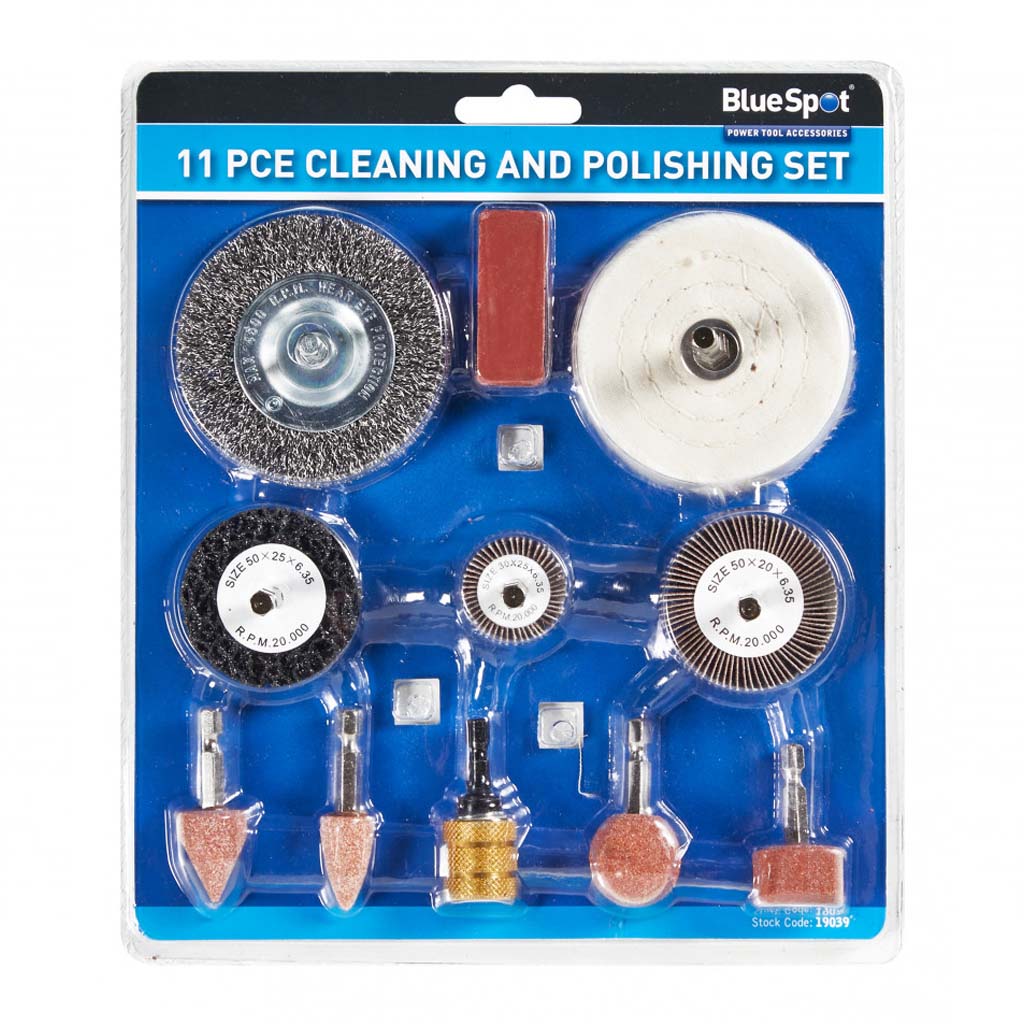 BlueSpot®
POWER TOOL ACCESSORIES
11 PCE CLEANING AND POLISHING SET
MAX 4500 R.P.M. WEAR EYE PROTECTION
SIZE.50×25×6.35
R.P.M.20.000
SIZE.30×25×6.35
R.P.M.20.000
SIZE 50×20×6.35
R.P.M.20.000
Stock Code: 19039